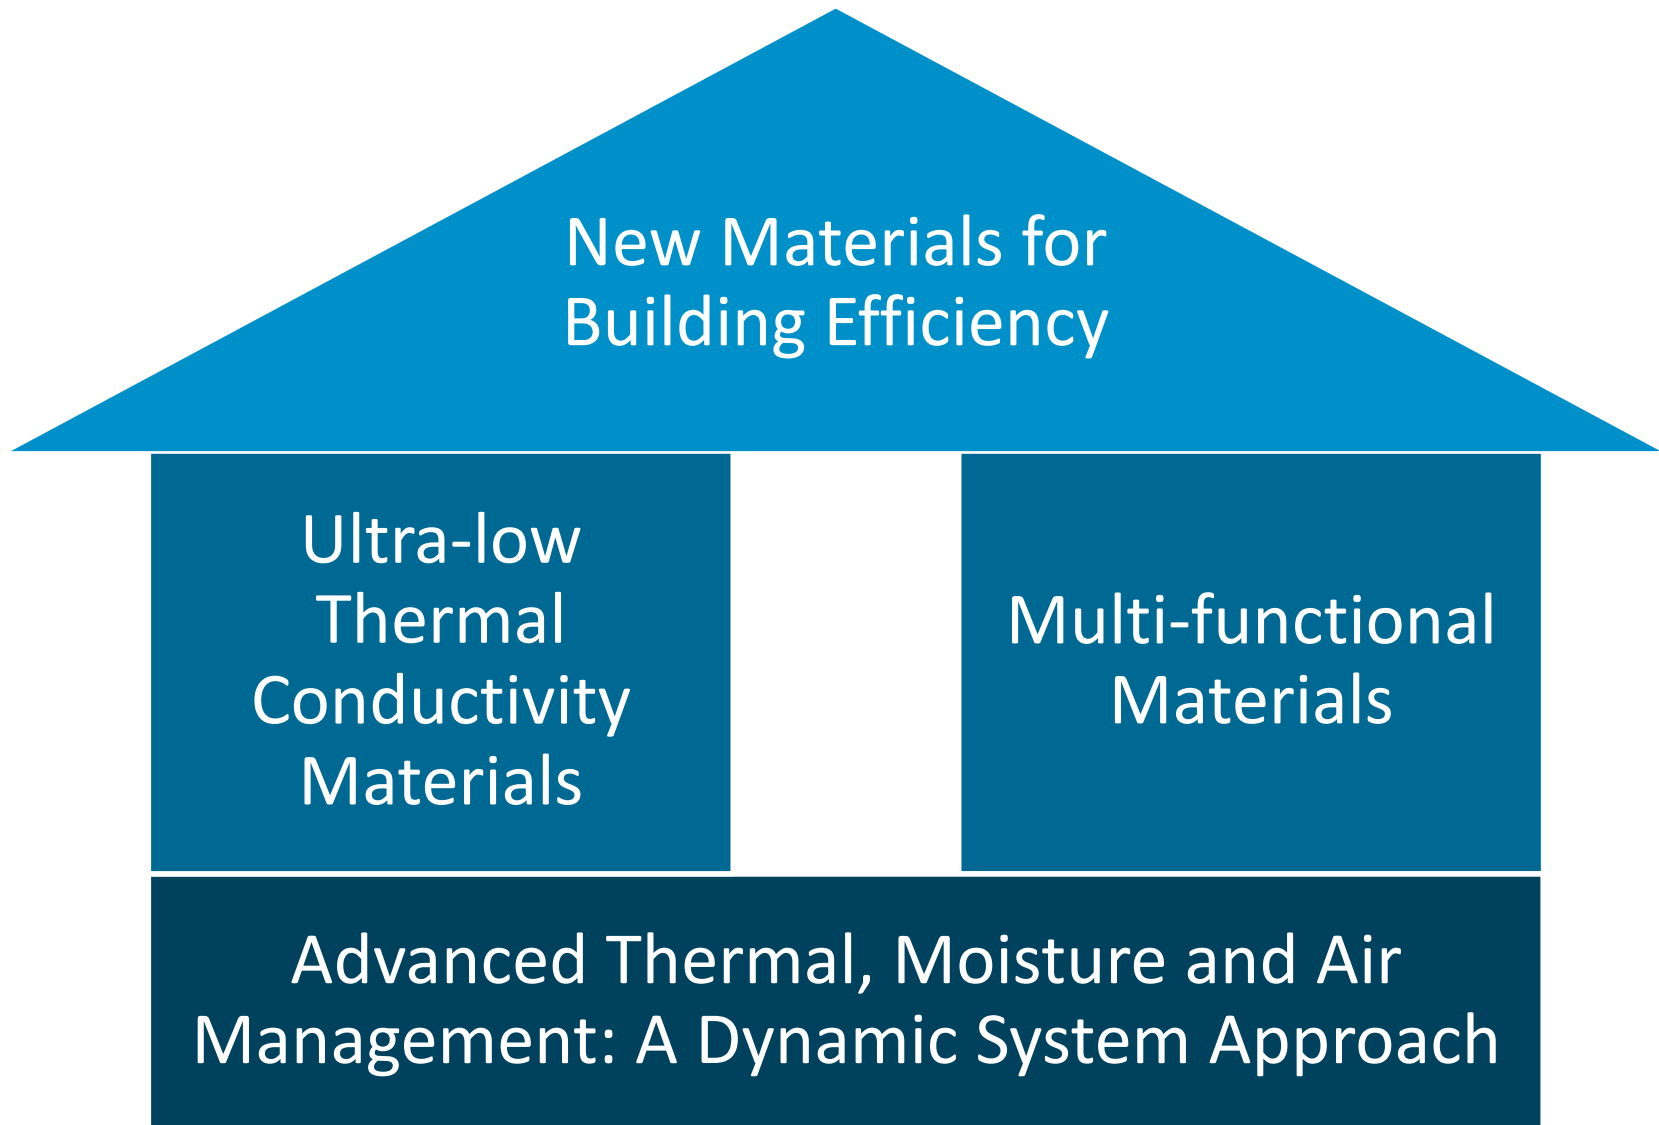 New Materials for
Building Efficiency
Ultra-low
Thermal
Conductivity
Materials
Multi-functional
Materials
Advanced Thermal, Moisture and Air
Management: A Dynamic System Approach